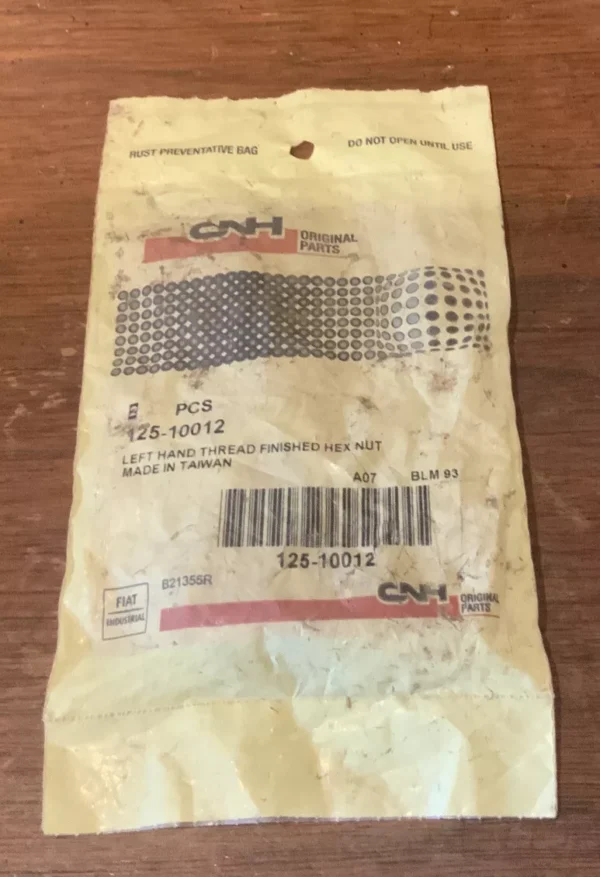 RUST PREVENTATIVE BAG
DO NOT OPEN UNTIL USE
CNH ORIGINAL PARTS
PCS
125-10012
LEFT HAND THREAD FINISHED HEX NUT
MADE IN TAIWAN
A07 BLM 93
125-10012
B21355R
FIAT
INDUSTRIAL
CNH ORIGINAL PARTS